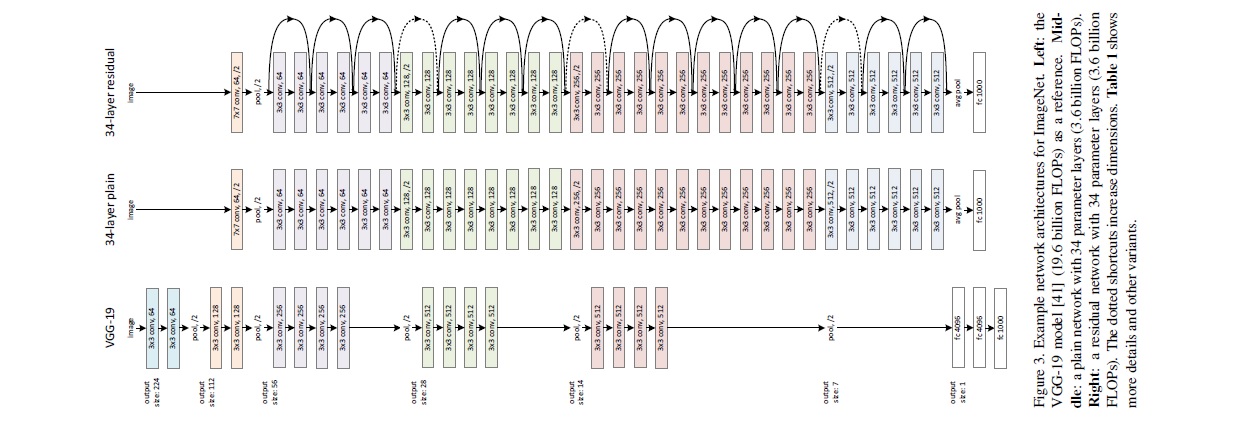 output
size: 224
output
size: 112
output
size: 56
output
size: 28
output
size: 14
output
size: 7
output
size: 1
VGG-19
image
3x3 conv, 64
3x3 conv, 64
pool, /2
3x3 conv, 128
3x3 conv, 128
pool, /2
3x3 conv, 256
3x3 conv, 256
3x3 conv, 256
3x3 conv, 256
pool, /2
3x3 conv, 512
3x3 conv, 512
3x3 conv, 512
3x3 conv, 512
pool, /2
3x3 conv, 512
3x3 conv, 512
3x3 conv, 512
3x3 conv, 512
pool, /2
fc 4096
fc 4096
fc 1000
34-layer plain
image
7x7 conv, 64, /2
pool, /2
3x3 conv, 64
3x3 conv, 64
3x3 conv, 64
3x3 conv, 64
3x3 conv, 64
3x3 conv, 64
3x3 conv, 128, /2
3x3 conv, 128
3x3 conv, 128
3x3 conv, 128
3x3 conv, 128
3x3 conv, 128
3x3 conv, 128
3x3 conv, 128
3x3 conv, 256, /2
3x3 conv, 256
3x3 conv, 256
3x3 conv, 256
3x3 conv, 256
3x3 conv, 256
3x3 conv, 256
3x3 conv, 256
3x3 conv, 256
3x3 conv, 256
3x3 conv, 256
3x3 conv, 256
3x3 conv, 512, /2
3x3 conv, 512
3x3 conv, 512
3x3 conv, 512
3x3 conv, 512
3x3 conv, 512
avg pool
fc 1000
34-layer residual
image
7x7 conv, 64, /2
pool, /2
3x3 conv, 64
3x3 conv, 64
3x3 conv, 64
3x3 conv, 64
3x3 conv, 64
3x3 conv, 64
3x3 conv, 128, /2
3x3 conv, 128
3x3 conv, 128
3x3 conv, 128
3x3 conv, 128
3x3 conv, 128
3x3 conv, 128
3x3 conv, 128
3x3 conv, 256, /2
3x3 conv, 256
3x3 conv, 256
3x3 conv, 256
3x3 conv, 256
3x3 conv, 256
3x3 conv, 256
3x3 conv, 256
3x3 conv, 256
3x3 conv, 256
3x3 conv, 256
3x3 conv, 256
3x3 conv, 512, /2
3x3 conv, 512
3x3 conv, 512
3x3 conv, 512
3x3 conv, 512
3x3 conv, 512
avg pool
fc 1000
Figure 3. Example network architectures for ImageNet. Left: the
VGG-19 model [41] (19.6 billion FLOPs) as a reference. Mid-
dle: a plain network with 34 parameter layers (3.6 billion FLOPs).
Right: a residual network with 34 parameter layers (3.6 billion
FLOPs). The dotted shortcuts increase dimensions. Table 1 shows
more details and other variants.